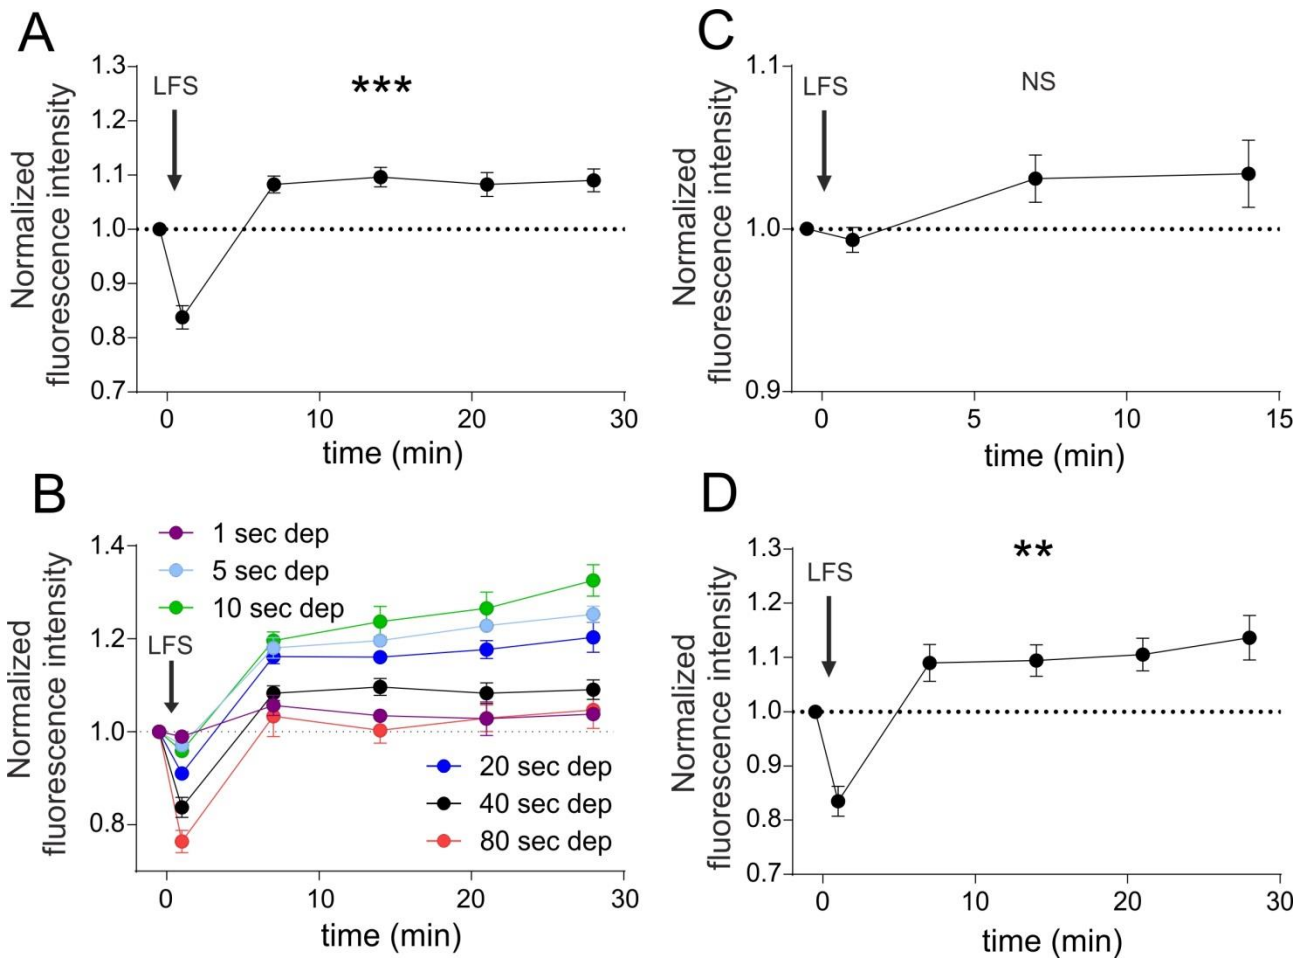 A
Normalized
fluorescence intensity
1.3
1.2
1.1
1.0
0.9
0.8
0.7
LFS
***
0 10 20 30
time (min)
C
Normalized
fluorescence intensity
1.1
1.0
0.9
LFS
NS
0 5 10 15
time (min)
B
Normalized
fluorescence intensity
1.4
1.2
1.0
0.8
1 sec dep
5 sec dep
10 sec dep
LFS
20 sec dep
40 sec dep
80 sec dep
0 10 20 30
time (min)
D
Normalized
fluorescence intensity
1.3
1.2
1.1
1.0
0.9
0.8
0.7
LFS
**
0 10 20 30
time (min)